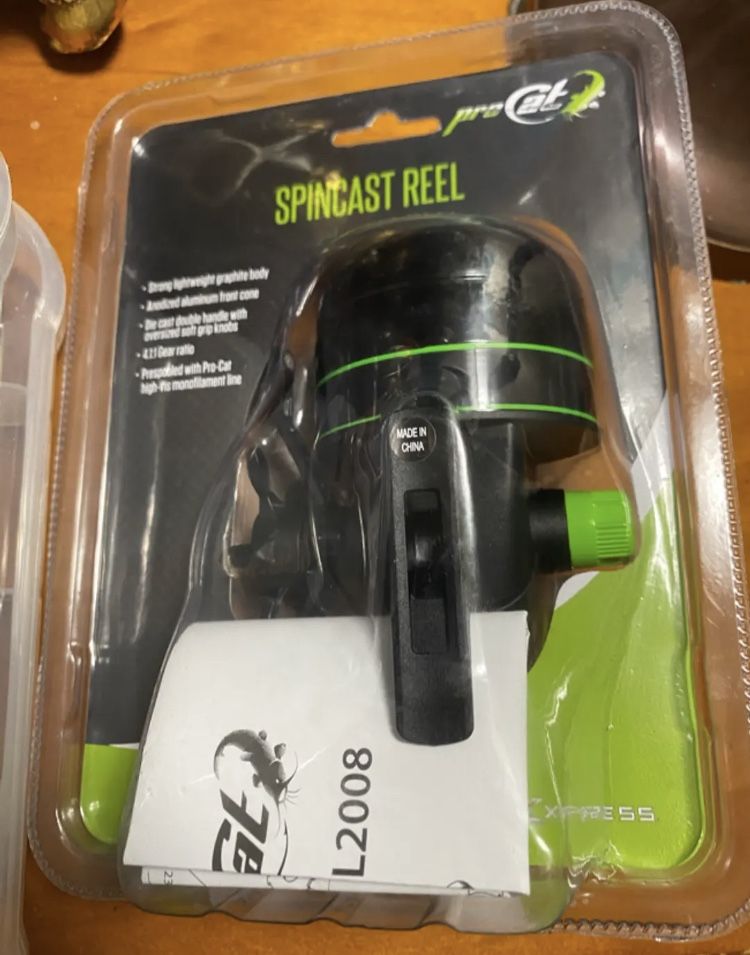 pro Cat
SPINCAST REEL
- Strong lightweight graphite body
- Anodized aluminum front cone
- Die cast double handle with
oversized soft grip knobs
- 4.1:1 Gear ratio
- Prespooled with Pro-Cat
high-vis monofilament line
MADE IN
CHINA
L2008
23
XPRESS